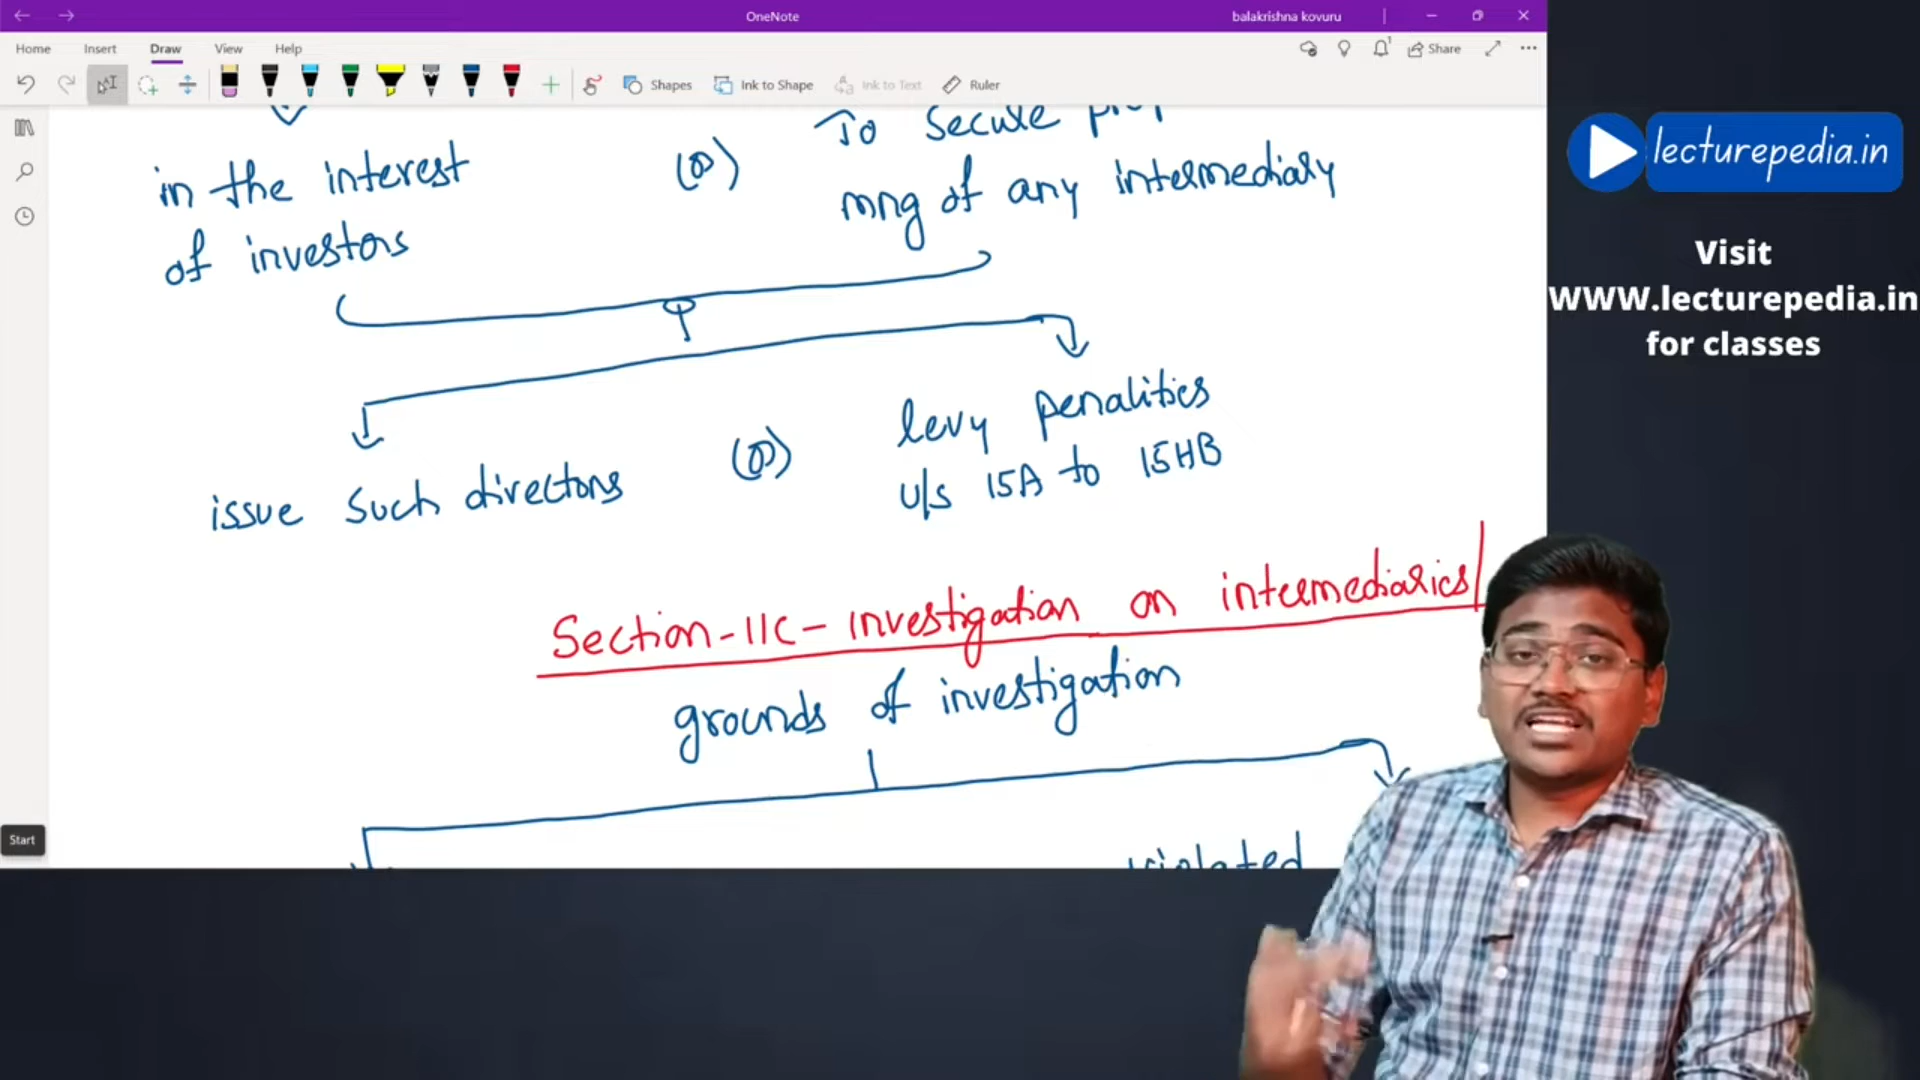 OneNote
balakrishna kovuru
Home Insert Draw View Help
1
Share
Shapes
Ink to Shape
Ink to Text
Ruler
To secure
in the interest (or) mng of any intermediary
of investors
levy penalities
issue such directons (or) u/s 15A to 15HB
Section-11C-investigation on intermediaries
grounds of investigation
violated
Start
lecturepedia.in
Visit
WWW.lecturepedia.in
for classes